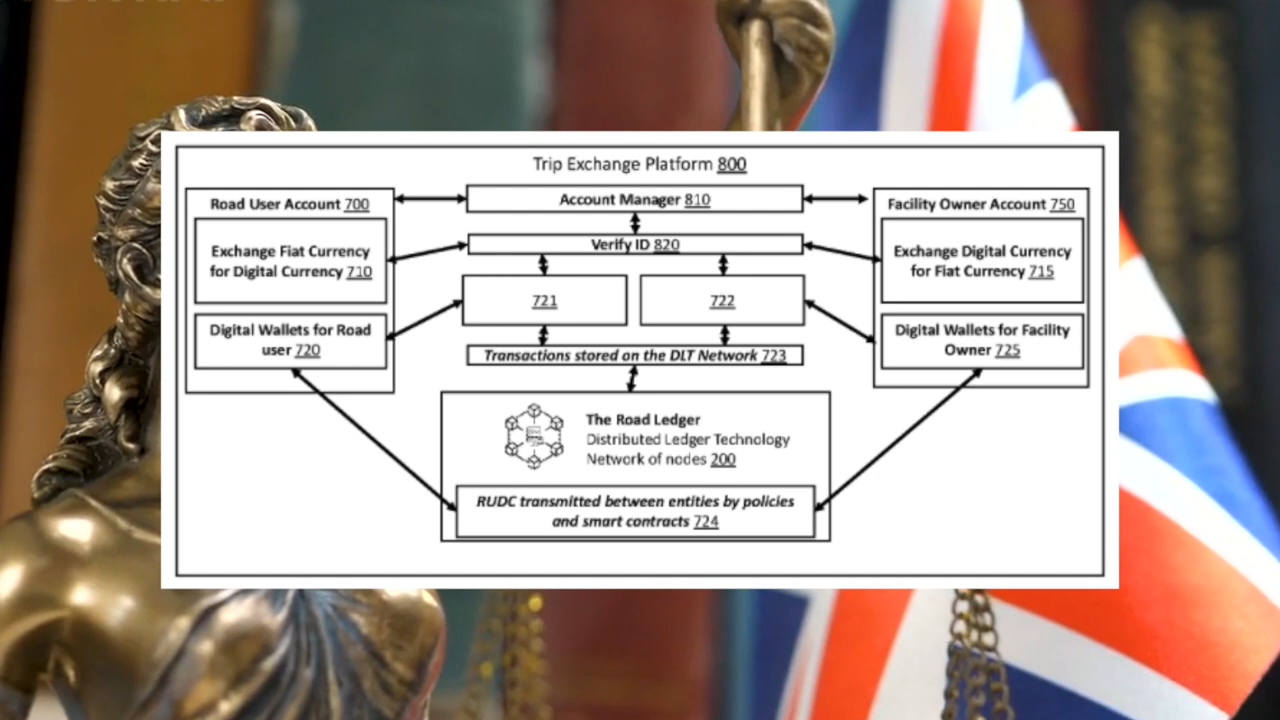 Trip Exchange Platform 800
Road User Account 700
Exchange Fiat Currency
for Digital Currency 710
Digital Wallets for Road
user 720
Account Manager 810
Verify ID 820
721
722
Transactions stored on the DLT Network 723
The Road Ledger
Distributed Ledger Technology
Network of nodes 200
RUDC transmitted between entities by policies
and smart contracts 724
Facility Owner Account 750
Exchange Digital Currency
for Fiat Currency 715
Digital Wallets for Facility
Owner 725